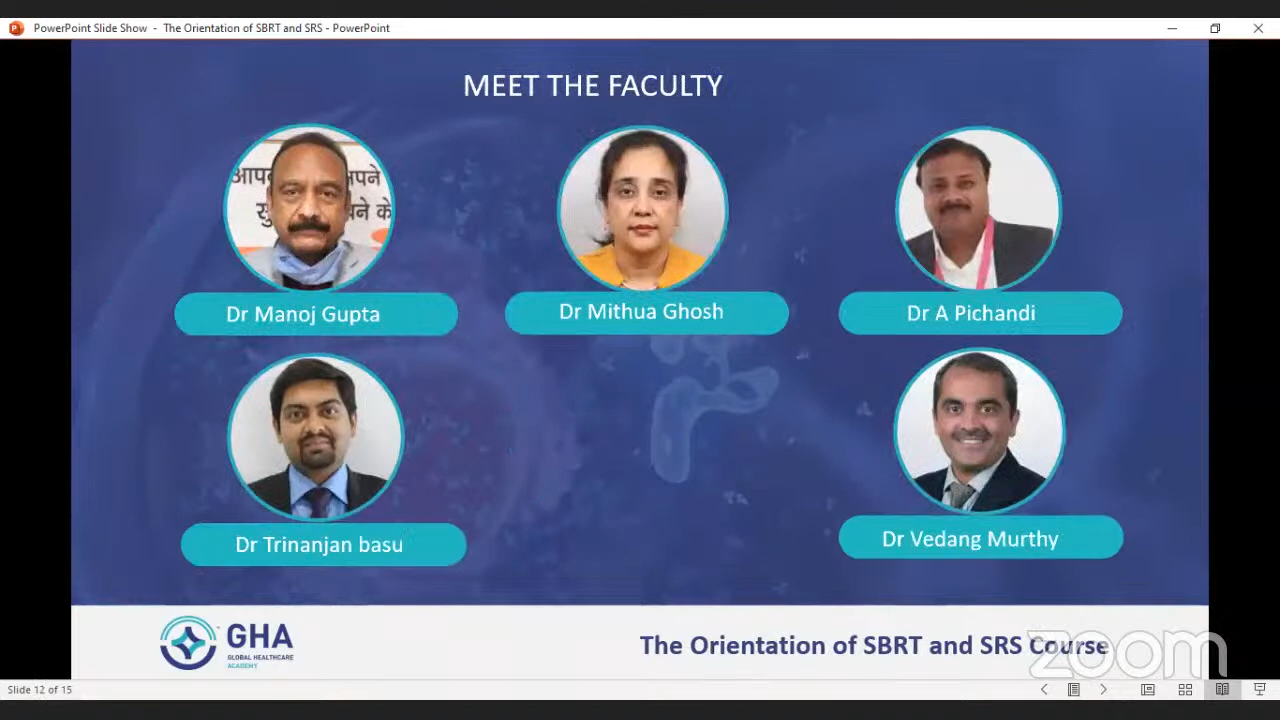 PowerPoint Slide Show - The Orientation of SBRT and SRS - PowerPoint
MEET THE FACULTY
आप
अपने
Dr Manoj Gupta
Dr Mithua Ghosh
Dr A Pichandi
Dr Trinanjan basu
Dr Vedang Murthy
GHA
GLOBAL HEALTHCARE
ACADEMY
The Orientation of SBRT and SRS Course
zoom
Slide 12 of 15